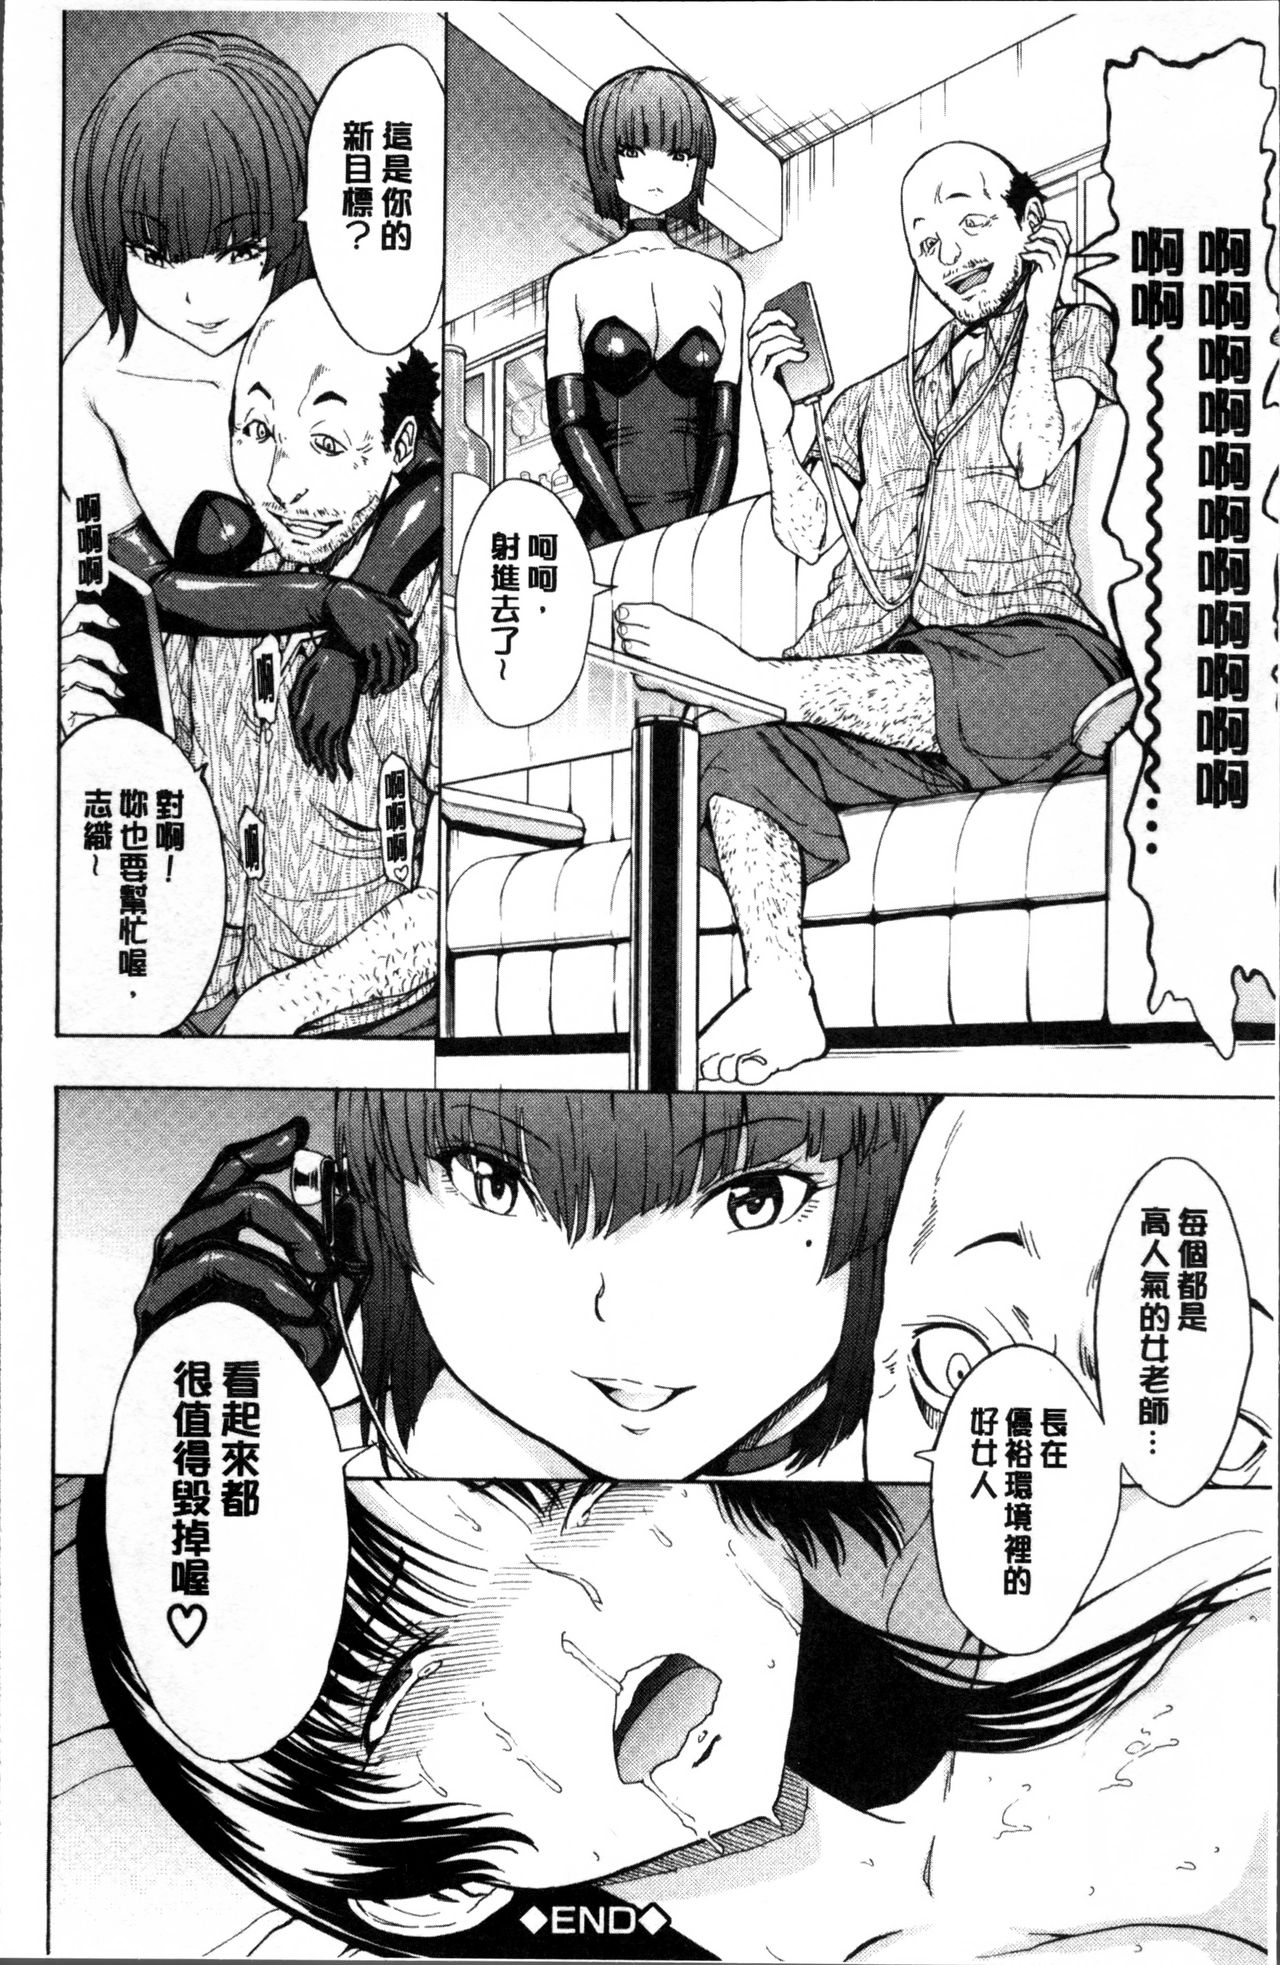 啊啊啊啊啊啊啊啊啊啊
啊啊~……
呵呵，
射進去了~
這是你的
新目標？
啊啊啊
啊
啊
啊啊啊♡
對啊！
妳也要幫忙喔，
志織~
每個都是
高人氣的女老師…
長在
優裕環境裡的
好女人
看起來都
很值得毀掉喔♡
◆END◆